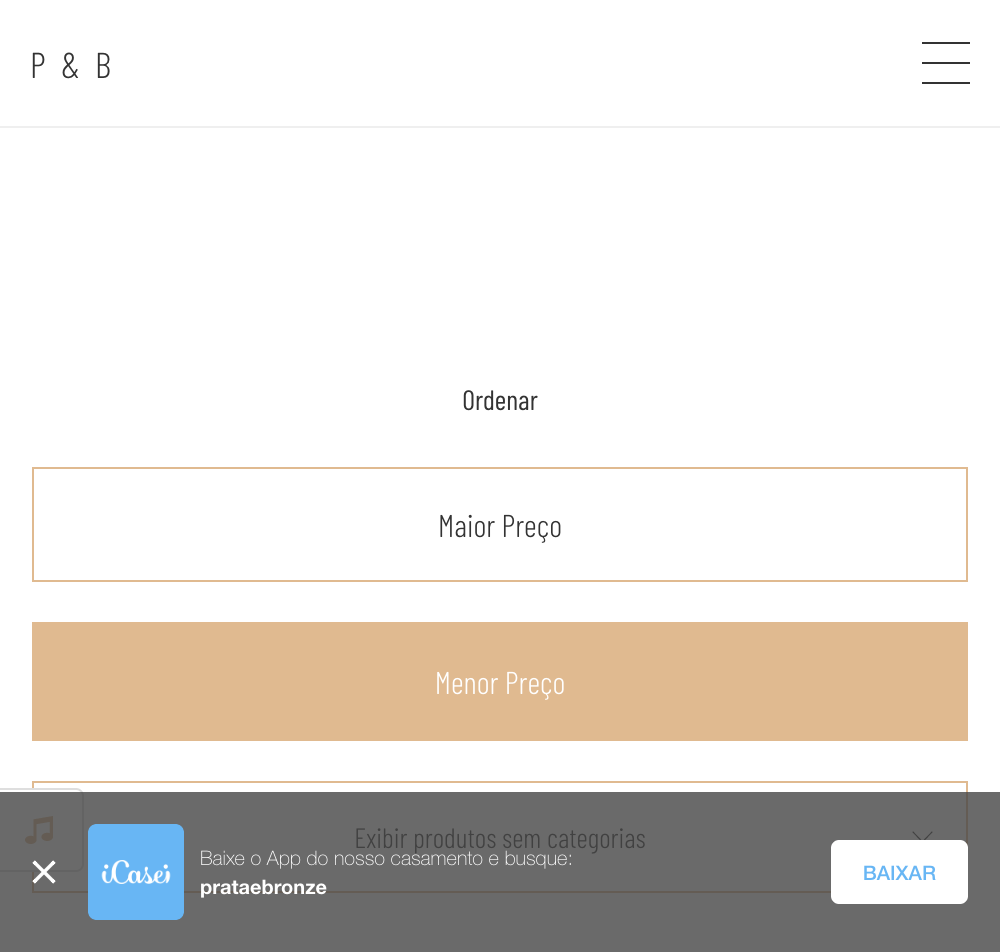 P & B
Ordenar
Maior Preço
Menor Preço
Exibir produtos sem categorias
iCasei
Baixe o App do nosso casamento e busque:
prataebronze
BAIXAR